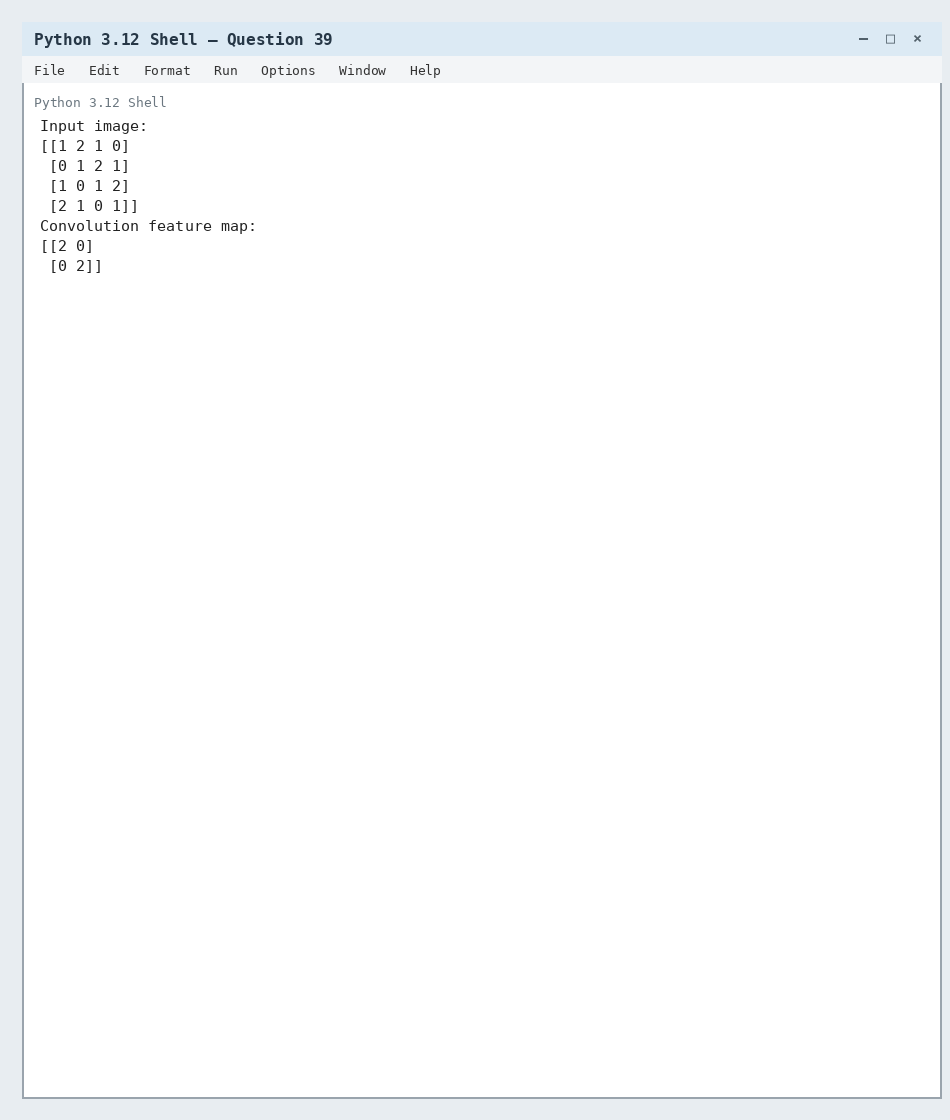 Python 3.12 Shell — Question 39
File Edit Format Run Options Window Help
Python 3.12 Shell
Input image:
[[1 2 1 0]
 [0 1 2 1]
 [1 0 1 2]
 [2 1 0 1]]
Convolution feature map:
[[2 0]
 [0 2]]